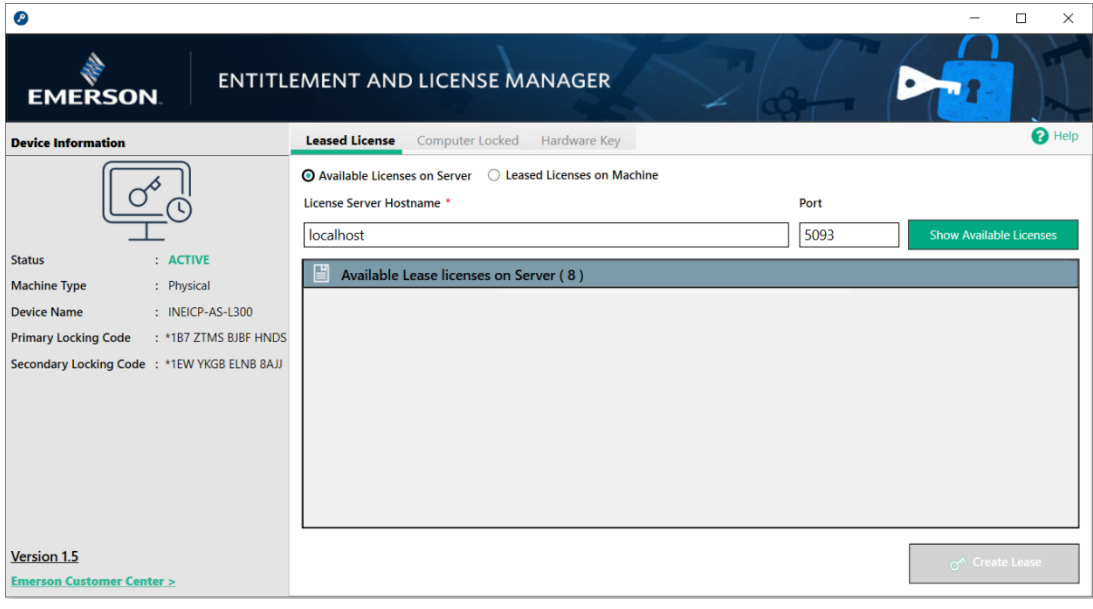 EMERSON.
ENTITLEMENT AND LICENSE MANAGER
Device Information
Leased License Computer Locked Hardware Key
? Help
Available Licenses on Server Leased Licenses on Machine
License Server Hostname * Port
localhost 5093 Show Available Licenses
Available Lease licenses on Server ( 8 )
Status : ACTIVE
Machine Type : Physical
Device Name : INEICP-AS-L300
Primary Locking Code : *1B7 ZTMS BJBF HNDS
Secondary Locking Code : *1EW YKGB ELNB 8AJJ
Version 1.5
Emerson Customer Center >
Create Lease